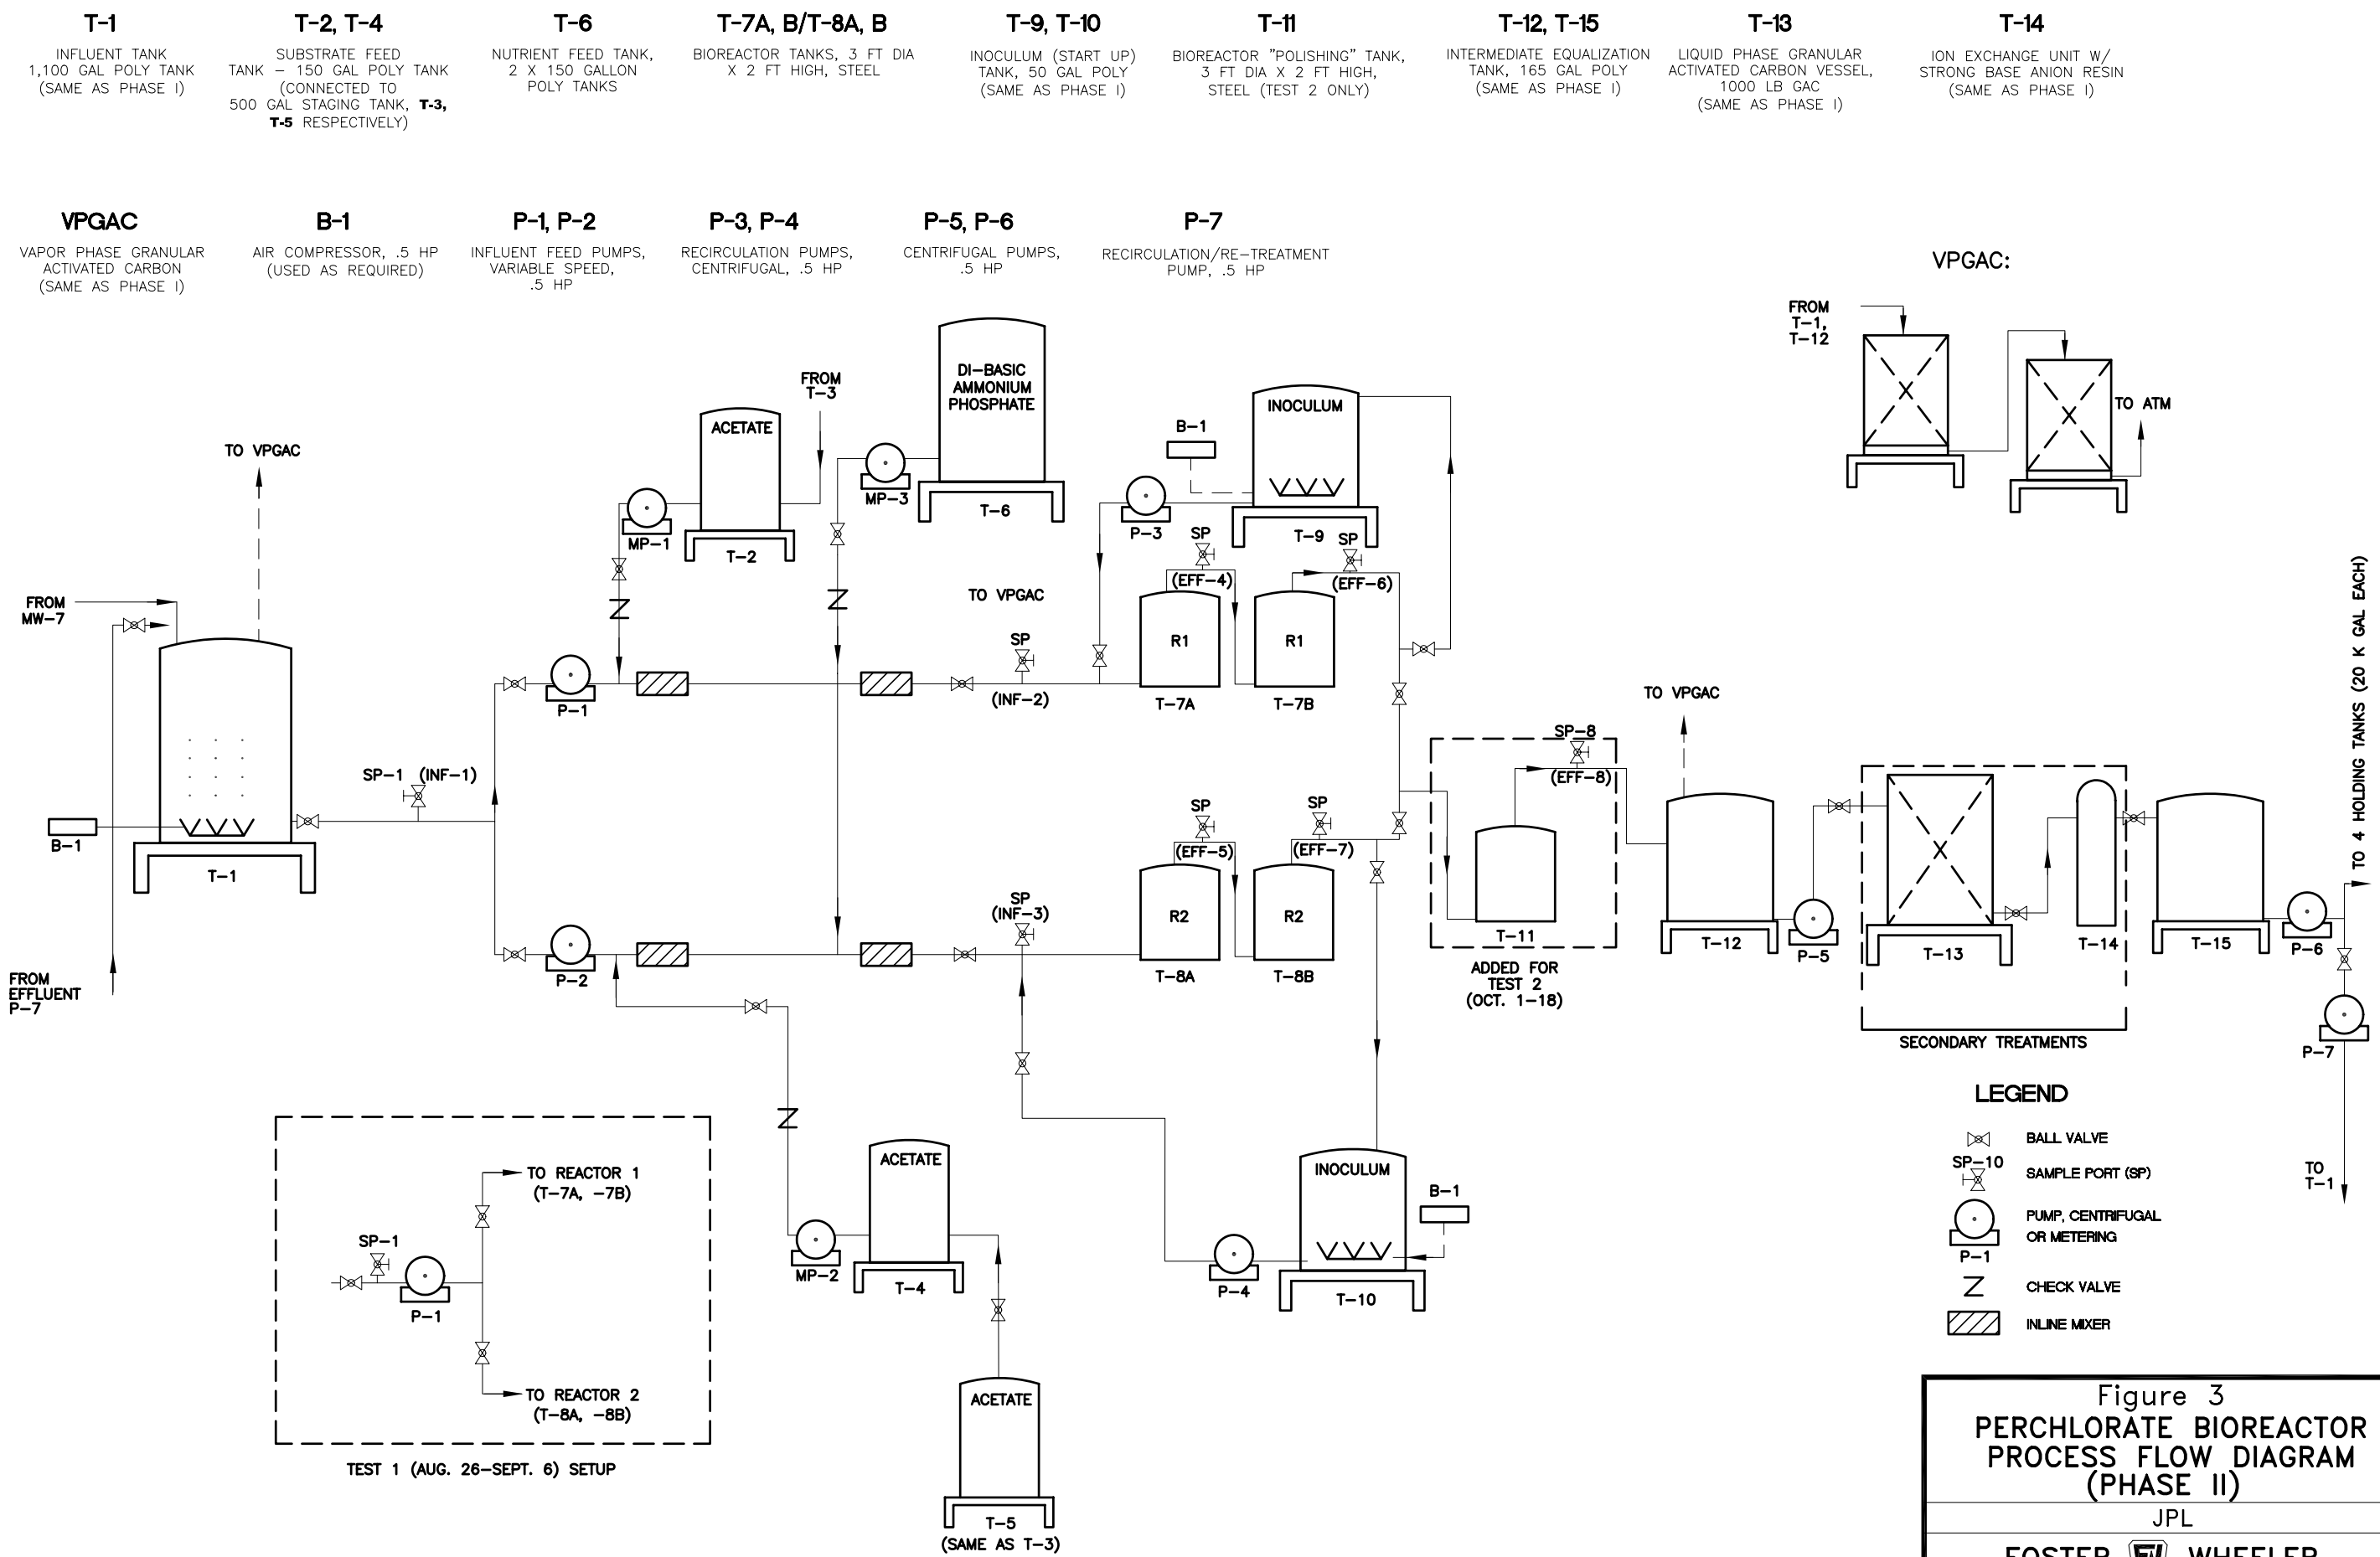 T-1
INFLUENT TANK
1,100 GAL POLY TANK
(SAME AS PHASE I)
T-2, T-4
SUBSTRATE FEED
TANK – 150 GAL POLY TANK
(CONNECTED TO
500 GAL STAGING TANK, T-3,
T-5 RESPECTIVELY)
T-6
NUTRIENT FEED TANK,
2 X 150 GALLON
POLY TANKS
T-7A, B/T-8A, B
BIOREACTOR TANKS, 3 FT DIA
X 2 FT HIGH, STEEL
T-9, T-10
INOCULUM (START UP)
TANK, 50 GAL POLY
(SAME AS PHASE I)
T-11
BIOREACTOR "POLISHING" TANK,
3 FT DIA X 2 FT HIGH,
STEEL (TEST 2 ONLY)
T-12, T-15
INTERMEDIATE EQUALIZATION
TANK, 165 GAL POLY
(SAME AS PHASE I)
T-13
LIQUID PHASE GRANULAR
ACTIVATED CARBON VESSEL,
1000 LB GAC
(SAME AS PHASE I)
T-14
ION EXCHANGE UNIT W/
STRONG BASE ANION RESIN
(SAME AS PHASE I)
VPGAC
VAPOR PHASE GRANULAR
ACTIVATED CARBON
(SAME AS PHASE I)
B-1
AIR COMPRESSOR, .5 HP
(USED AS REQUIRED)
P-1, P-2
INFLUENT FEED PUMPS,
VARIABLE SPEED,
.5 HP
P-3, P-4
RECIRCULATION PUMPS,
CENTRIFUGAL, .5 HP
P-5, P-6
CENTRIFUGAL PUMPS,
.5 HP
P-7
RECIRCULATION/RE-TREATMENT
PUMP, .5 HP
VPGAC:
FROM
T-1,
T-12
TO ATM
DI-BASIC
AMMONIUM
PHOSPHATE
T-6
MP-3
FROM
T-3
ACETATE
MP-1
T-2
INOCULUM
B-1
P-3
T-9
SP
SP
(EFF-4)
(EFF-6)
TO VPGAC
TO VPGAC
FROM
MW-7
SP
(INF-2)
R1
R1
T-7A
T-7B
P-1
SP-1 (INF-1)
B-1
T-1
FROM
EFFLUENT
P-7
P-2
SP
(INF-3)
SP
(EFF-5)
SP
(EFF-7)
R2
R2
T-8A
T-8B
SP-8
(EFF-8)
T-11
ADDED FOR
TEST 2
(OCT. 1-18)
TO VPGAC
T-12
P-5
T-13
T-14
SECONDARY TREATMENTS
T-15
P-6
P-7
TO 4 HOLDING TANKS (20 K GAL EACH)
TO
T-1
TO REACTOR 1
(T-7A, -7B)
SP-1
P-1
TO REACTOR 2
(T-8A, -8B)
TEST 1 (AUG. 26-SEPT. 6) SETUP
ACETATE
MP-2
T-4
ACETATE
T-5
(SAME AS T-3)
INOCULUM
B-1
P-4
T-10
LEGEND
BALL VALVE
SP-10
SAMPLE PORT (SP)
PUMP, CENTRIFUGAL
OR METERING
P-1
CHECK VALVE
INLINE MIXER
Figure 3
PERCHLORATE BIOREACTOR
PROCESS FLOW DIAGRAM
(PHASE II)
JPL
FOSTER FW WHEELER